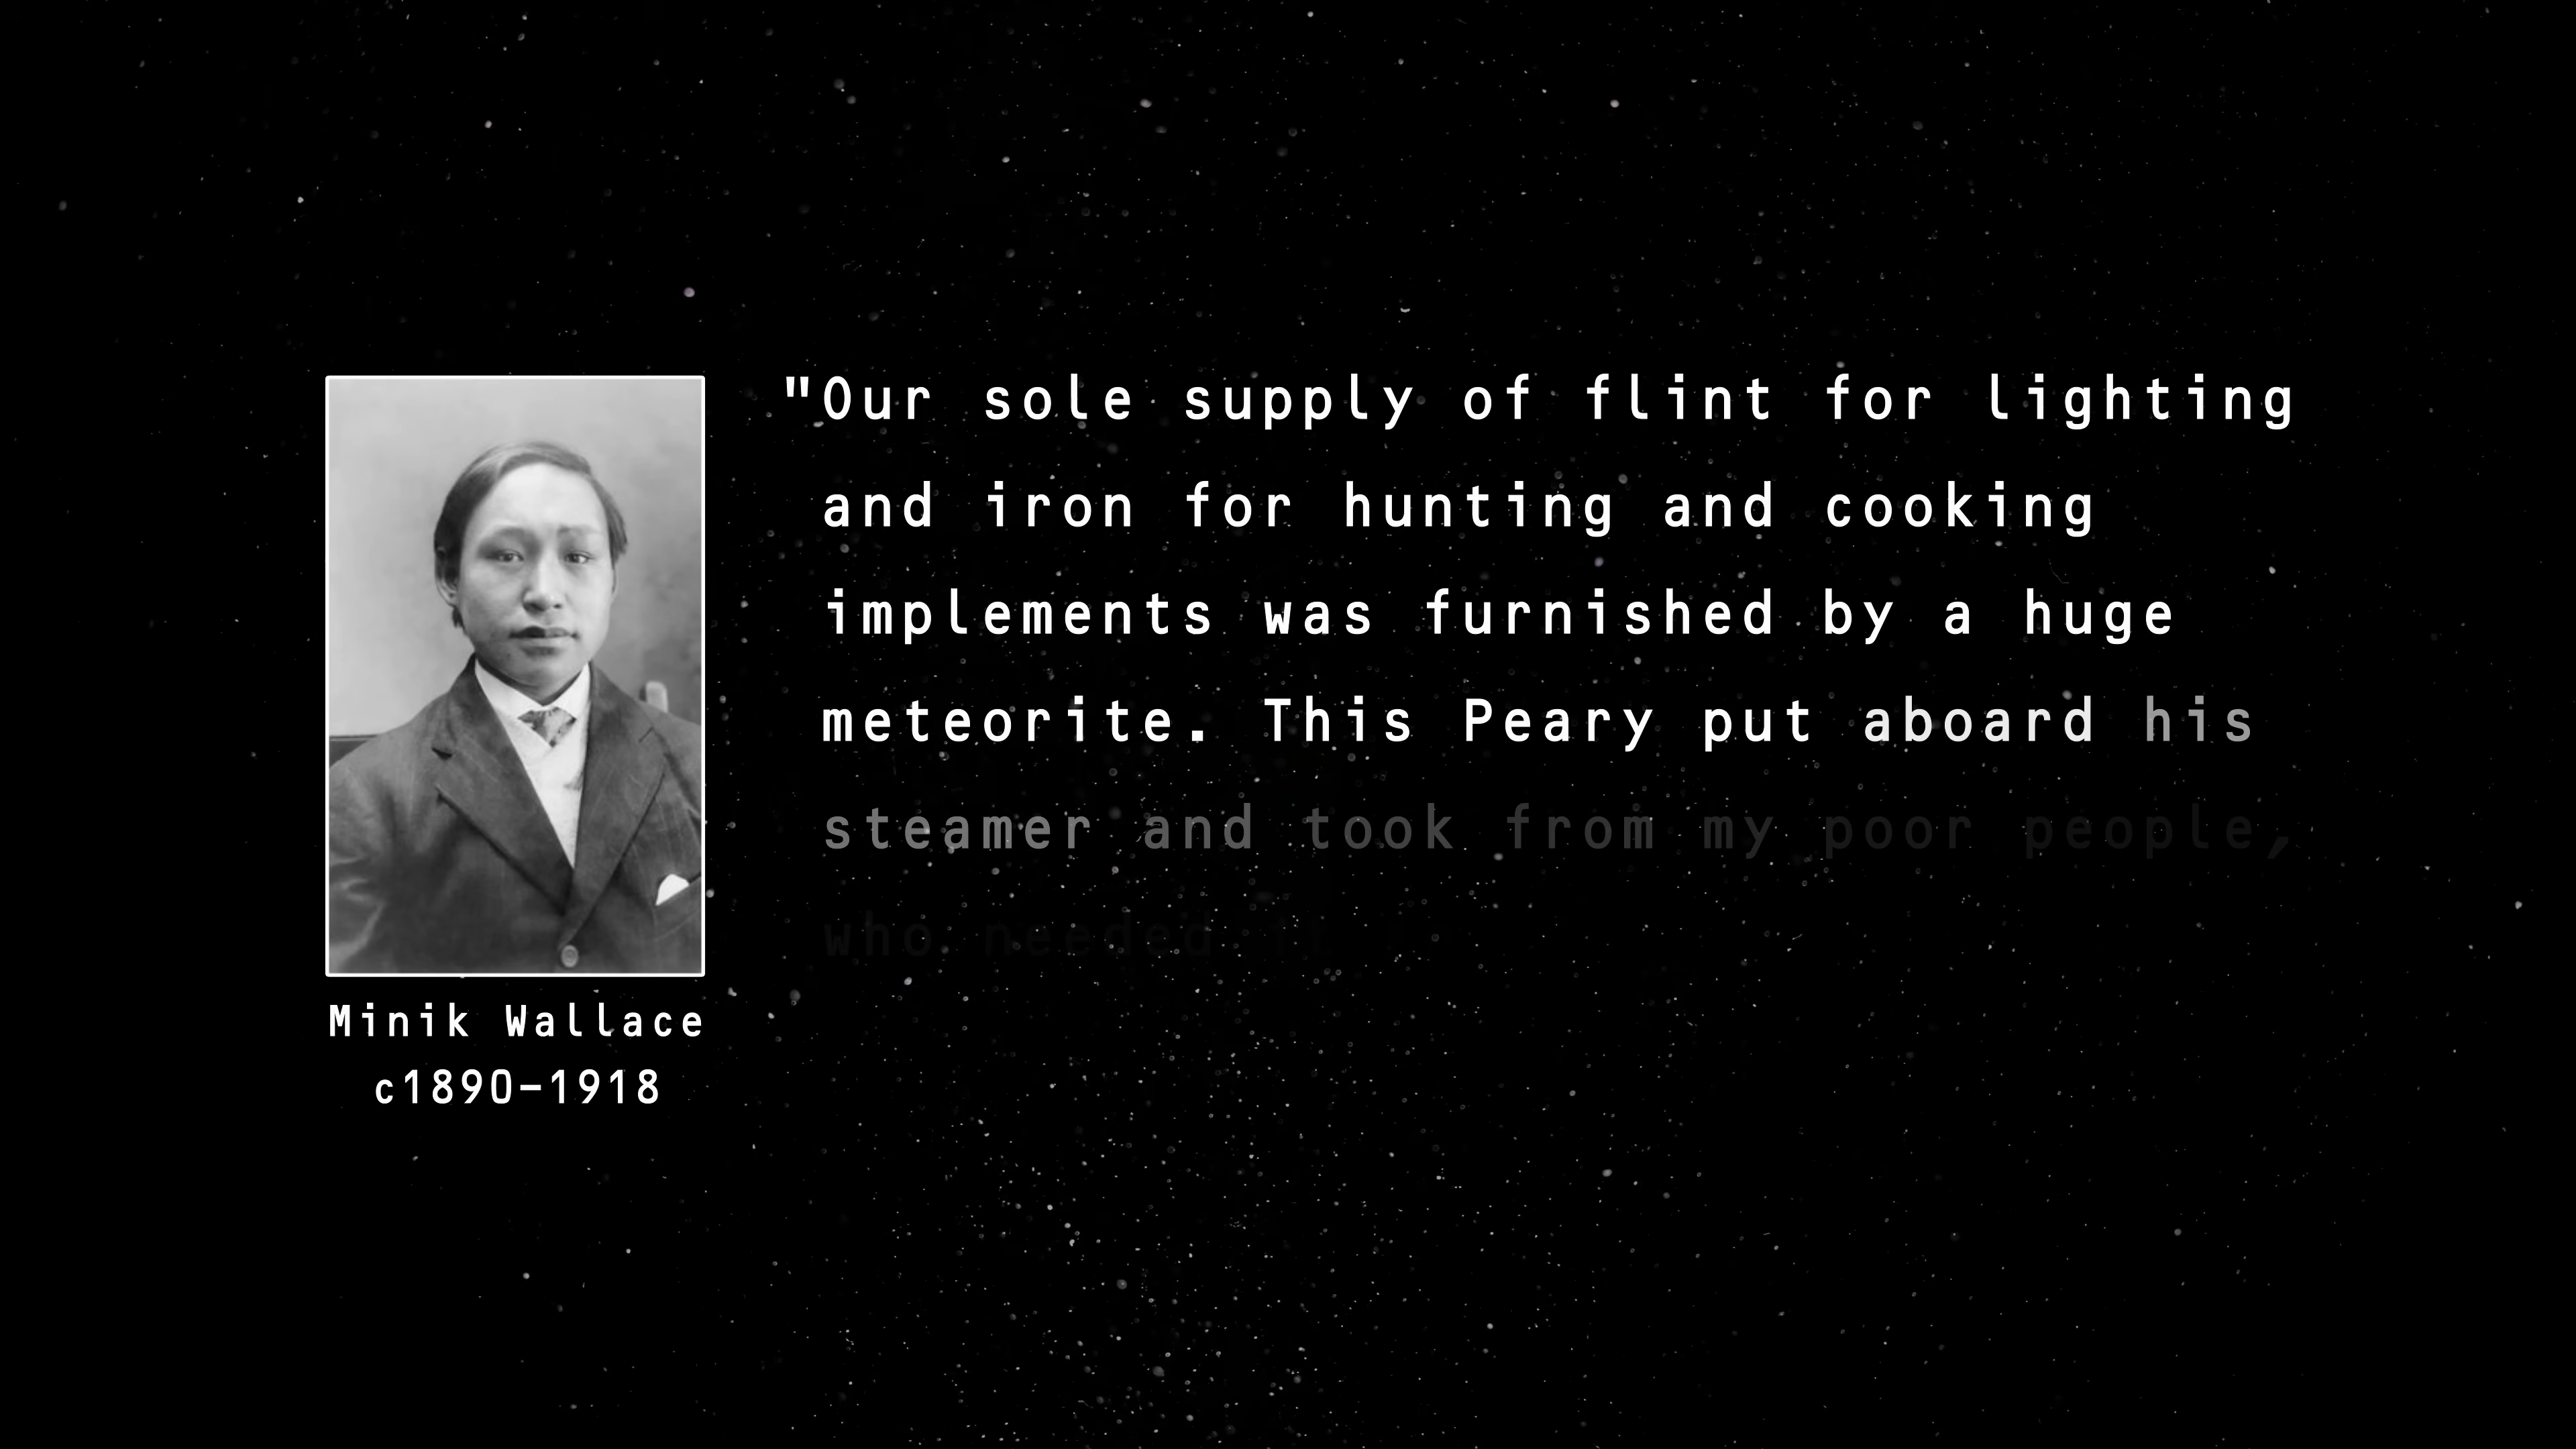 "Our sole supply of flint for lighting
and iron for hunting and cooking
implements was furnished by a huge
meteorite. This Peary put aboard his
steamer and took from my poor people,
who needed it
Minik Wallace
c1890-1918